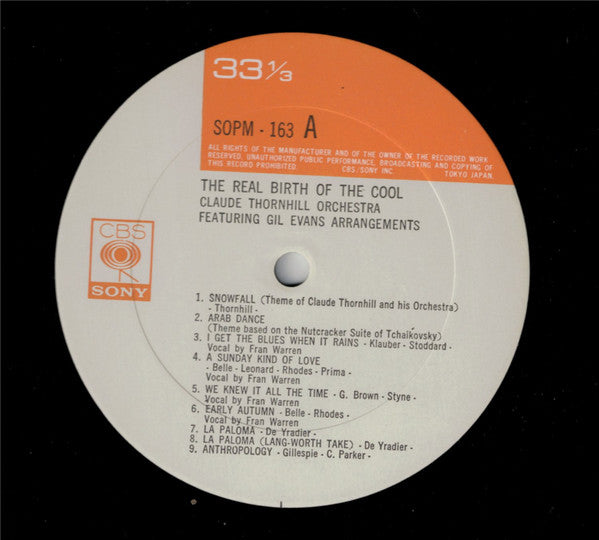 33 1/3
SOPM - 163 A
ALL RIGHTS OF THE MANUFACTURER AND OF THE OWNER OF THE RECORDED WORK
RESERVED. UNAUTHORIZED PUBLIC PERFORMANCE, BROADCASTING AND COPYING OF
THIS RECORD PROHIBITED. CBS/SONY INC TOKYO JAPAN.
THE REAL BIRTH OF THE COOL
CLAUDE THORNHILL ORCHESTRA
FEATURING GIL EVANS ARRANGEMENTS
CBS
SONY
1. SNOWFALL (Theme of Claude Thornhill and his Orchestra)
- Thornhill -
2. ARAB DANCE
(Theme based on the Nutcracker Suite of Tchaikovsky)
3. I GET THE BLUES WHEN IT RAINS - Klauber - Stoddard -
Vocal by Fran Warren
4. A SUNDAY KIND OF LOVE
- Belle - Leonard - Rhodes - Prima -
Vocal by Fran Warren
5. WE KNEW IT ALL THE TIME - G. Brown - Styne -
Vocal by Fran Warren
6. EARLY AUTUMN - Belle - Rhodes -
Vocal by Fran Warren
7. LA PALOMA - De Yradier -
8. LA PALOMA (LANG-WORTH TAKE) - De Yradier -
9. ANTHROPOLOGY - Gillespie - C. Parker -